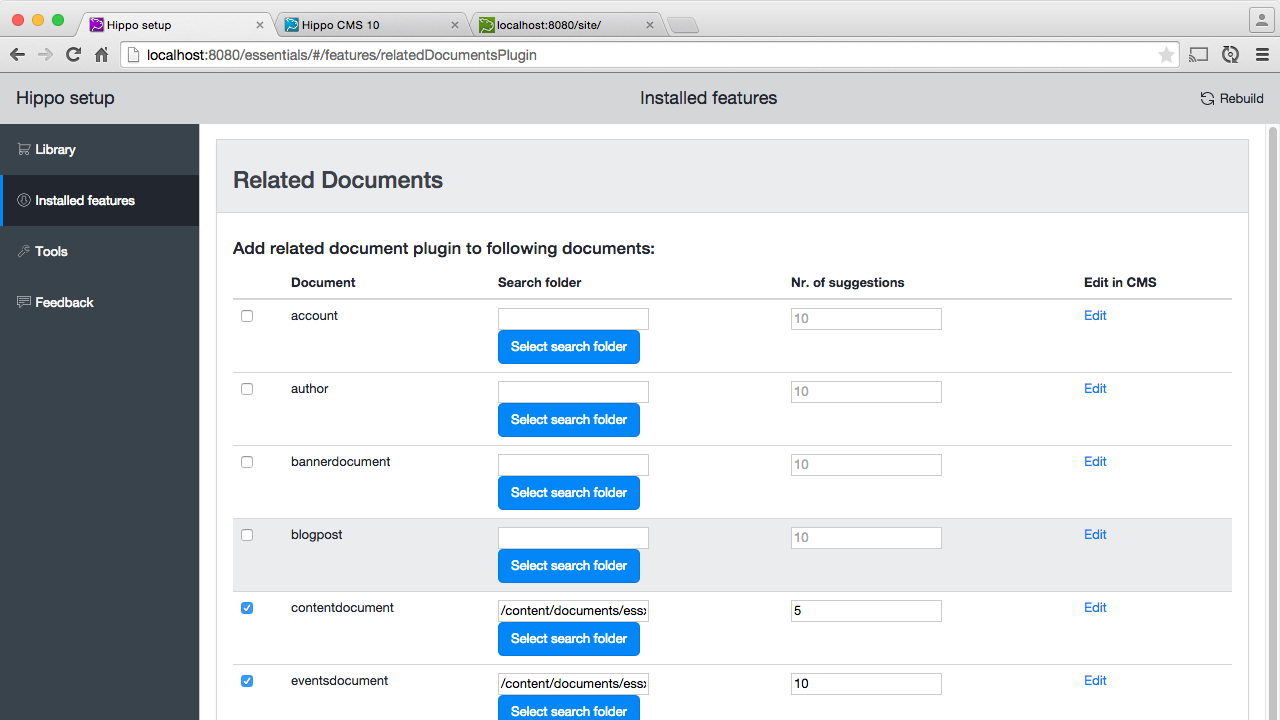 Hippo setup
Hippo CMS 10
localhost:8080/site/
localhost:8080/essentials/#/features/relatedDocumentsPlugin
Hippo setup
Installed features
Rebuild
Library
Installed features
Tools
Feedback
Related Documents
Add related document plugin to following documents:
Document Search folder Nr. of suggestions Edit in CMS
account 10 Edit
Select search folder
author 10 Edit
Select search folder
bannerdocument 10 Edit
Select search folder
blogpost 10 Edit
Select search folder
contentdocument /content/documents/ess 5 Edit
Select search folder
eventsdocument /content/documents/ess 10 Edit
Select search folder